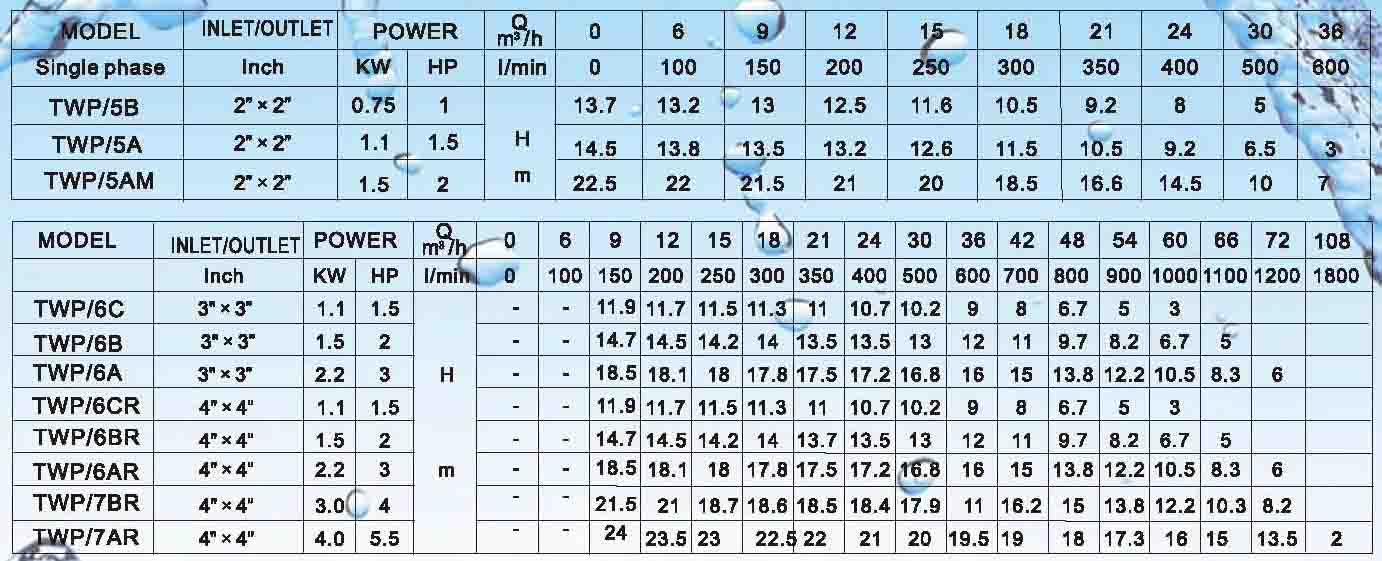 MODEL INLET/OUTLET POWER Q m³/h 0 6 9 12 15 18 21 24 30 36
Single phase Inch KW HP l/min 0 100 150 200 250 300 350 400 500 600
TWP/5B 2"×2" 0.75 1 13.7 13.2 13 12.5 11.6 10.5 9.2 8 5
TWP/5A 2"×2" 1.1 1.5 H 14.5 13.8 13.5 13.2 12.6 11.5 10.5 9.2 6.5 3
TWP/5AM 2"×2" 1.5 2 m 22.5 22 21.5 21 20 18.5 16.6 14.5 10 7
MODEL INLET/OUTLET POWER Q m³/h 0 6 9 12 15 18 21 24 30 36 42 48 54 60 66 72 108
Inch KW HP l/min 0 100 150 200 250 300 350 400 500 600 700 800 900 1000 1100 1200 1800
TWP/6C 3"×3" 1.1 1.5 - - 11.9 11.7 11.5 11.3 11 10.7 10.2 9 8 6.7 5 3
TWP/6B 3"×3" 1.5 2 - - 14.7 14.5 14.2 14 13.5 13.5 13 12 11 9.7 8.2 6.7 5
TWP/6A 3"×3" 2.2 3 H - - 18.5 18.1 18 17.8 17.5 17.2 16.8 16 15 13.8 12.2 10.5 8.3 6
TWP/6CR 4"×4" 1.1 1.5 - - 11.9 11.7 11.5 11.3 11 10.7 10.2 9 8 6.7 5 3
TWP/6BR 4"×4" 1.5 2 - - 14.7 14.5 14.2 14 13.7 13.5 13 12 11 9.7 8.2 6.7 5
TWP/6AR 4"×4" 2.2 3 m - - 18.5 18.1 18 17.8 17.5 17.2 16.8 16 15 13.8 12.2 10.5 8.3 6
TWP/7BR 4"×4" 3.0 4 - - 21.5 21 18.7 18.6 18.5 18.4 17.9 11 16.2 15 13.8 12.2 10.3 8.2
TWP/7AR 4"×4" 4.0 5.5 - - 24 23.5 23 22.5 22 21 20 19.5 19 18 17.3 16 15 13.5 2